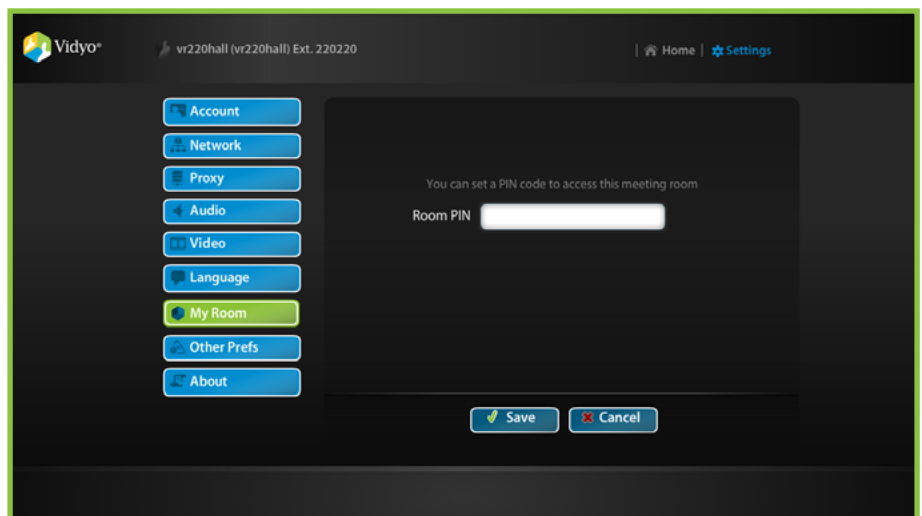 Vidyo®
vr220hall (vr220hall) Ext. 220220
| Home | Settings
Account
Network
Proxy
Audio
Video
Language
My Room
Other Prefs
About
You can set a PIN code to access this meeting room
Room PIN
Save
Cancel